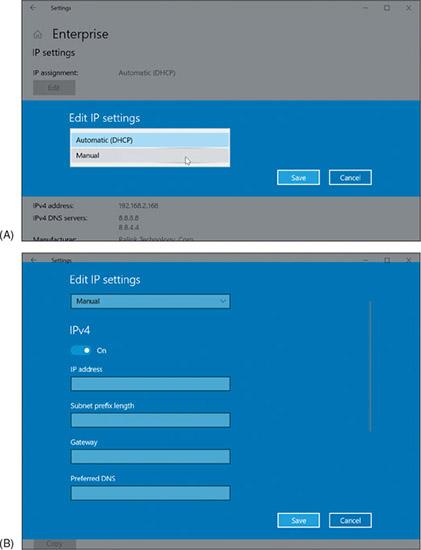 Settings
Enterprise
IP settings
IP assignment: Automatic (DHCP)
Edit
Edit IP settings
Automatic (DHCP)
Manual
Save Cancel
IPv4 address: 192.168.2.168
IPv4 DNS servers: 8.8.8.8
8.8.4.4
Manufacturer: Ralink Technology, Corp.
(A)
Settings
Edit IP settings
Manual
IPv4
On
IP address
Subnet prefix length
Gateway
Preferred DNS
Save Cancel
Copy
(B)